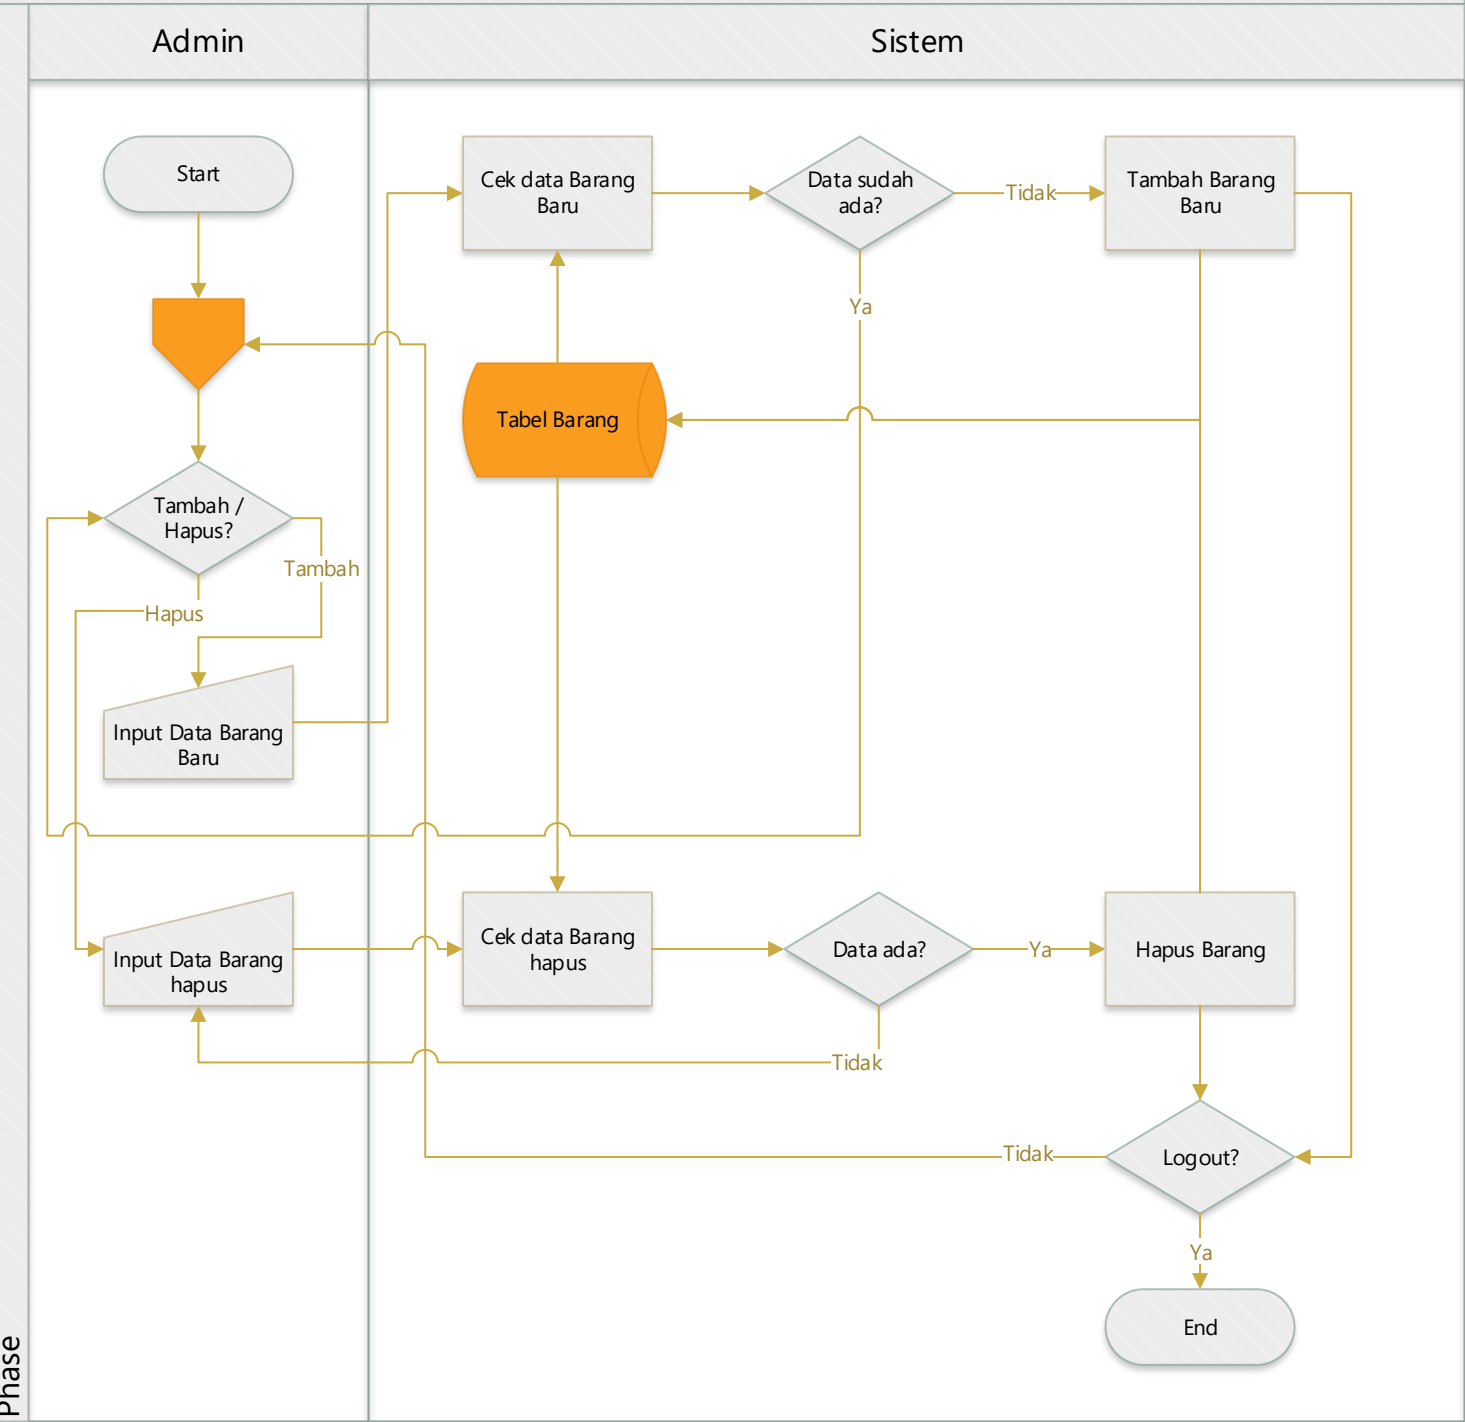 Admin
Sistem
Start
Cek data Barang
Baru
Data sudah
ada?
Tidak
Tambah Barang
Baru
Ya
Tabel Barang
Tambah /
Hapus?
Tambah
Hapus
Input Data Barang
Baru
Input Data Barang
hapus
Cek data Barang
hapus
Data ada?
Ya
Hapus Barang
Tidak
Tidak
Logout?
Ya
End
Phase